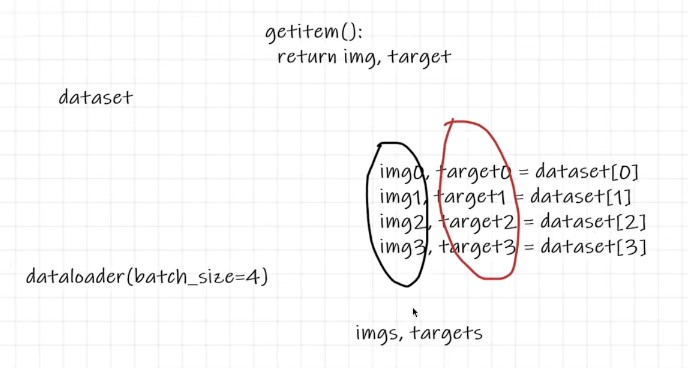 getitem():
return img, target
dataset
img0, target0 = dataset[0]
img1, target1 = dataset[1]
img2, target2 = dataset[2]
img3, target3 = dataset[3]
dataloader(batch_size=4)
imgs, targets